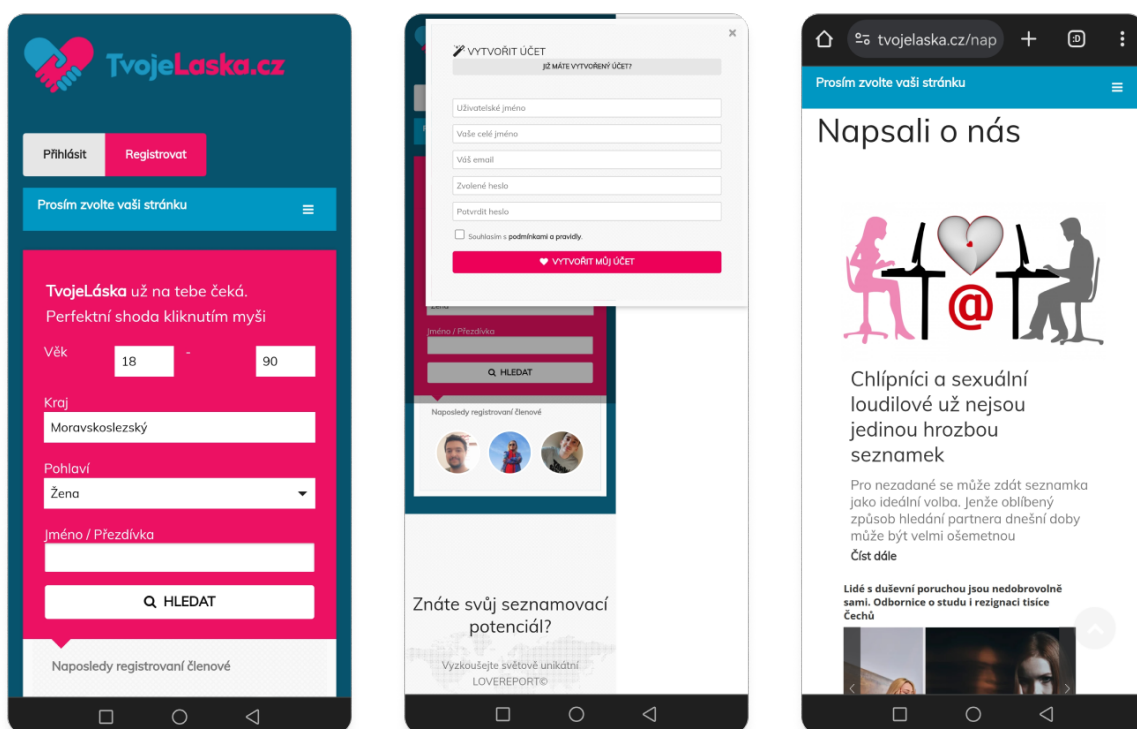 TvojeLaska.cz
Přihlásit
Registrovat
Prosím zvolte vaši stránku
TvojeLáska už na tebe čeká.
Perfektní shoda kliknutím myši
Věk
18
-
90
Kraj
Moravskoslezský
Pohlaví
Žena
Jméno / Přezdívka
HLEDAT
Naposledy registrovaní členové
×
VYTVOŘIT ÚČET
JIŽ MÁTE VYTVOŘENÝ ÚČET?
Uživatelské jméno
Vaše celé jméno
Váš email
Zvolené heslo
Potvrdit heslo
Souhlasím s podmínkami a pravidly.
VYTVOŘIT MŮJ ÚČET
Žena
Jméno / Přezdívka
HLEDAT
Naposledy registrovaní členové
Znáte svůj seznamovací
potenciál?
Vyzkoušejte světově unikátní
LOVEREPORT©
tvojelaska.cz/nap
:D
Prosím zvolte vaši stránku
Napsali o nás
@
Chlípníci a sexuální
loudilové už nejsou
jedinou hrozbou
seznamek
Pro nezadané se může zdát seznamka
jako ideální volba. Jenže oblíbený
způsob hledání partnera dnešní doby
může být velmi ošemetnou
Číst dále
Lidé s duševní poruchou jsou nedobrovolně
sami. Odbornice o studu i rezignaci tisíce
Čechů